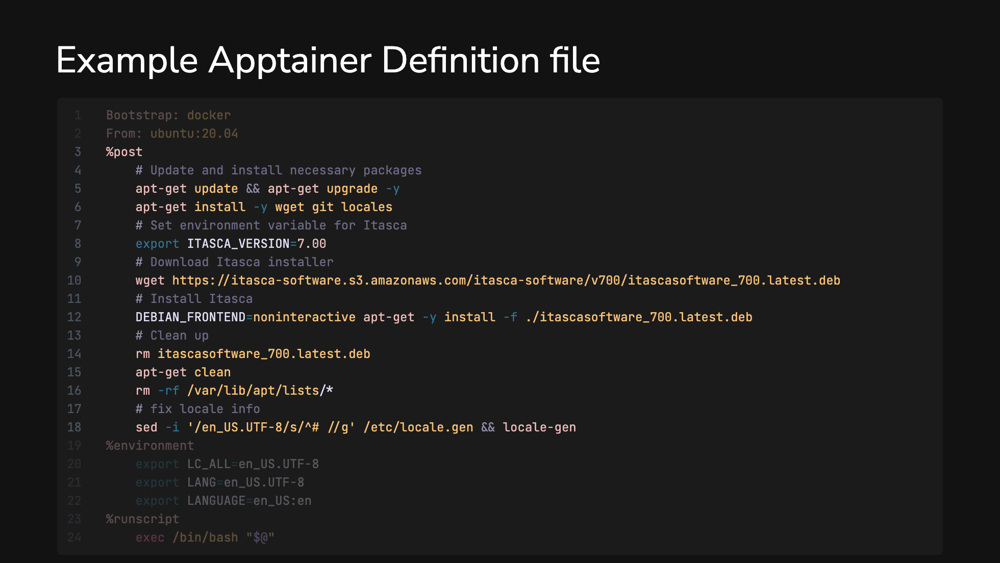 Example Apptainer Definition file
1 Bootstrap: docker
2 From: ubuntu:20.04
3 %post
4     # Update and install necessary packages
5     apt-get update && apt-get upgrade -y
6     apt-get install -y wget git locales
7     # Set environment variable for Itasca
8     export ITASCA_VERSION=7.00
9     # Download Itasca installer
10     wget https://itasca-software.s3.amazonaws.com/itasca-software/v700/itascasoftware_700.latest.deb
11     # Install Itasca
12     DEBIAN_FRONTEND=noninteractive apt-get -y install -f ./itascasoftware_700.latest.deb
13     # Clean up
14     rm itascasoftware_700.latest.deb
15     apt-get clean
16     rm -rf /var/lib/apt/lists/*
17     # fix locale info
18     sed -i '/en_US.UTF-8/s/^# //g' /etc/locale.gen && locale-gen
19 %environment
20     export LC_ALL=en_US.UTF-8
21     export LANG=en_US.UTF-8
22     export LANGUAGE=en_US:en
23 %runscript
24     exec /bin/bash "$@"